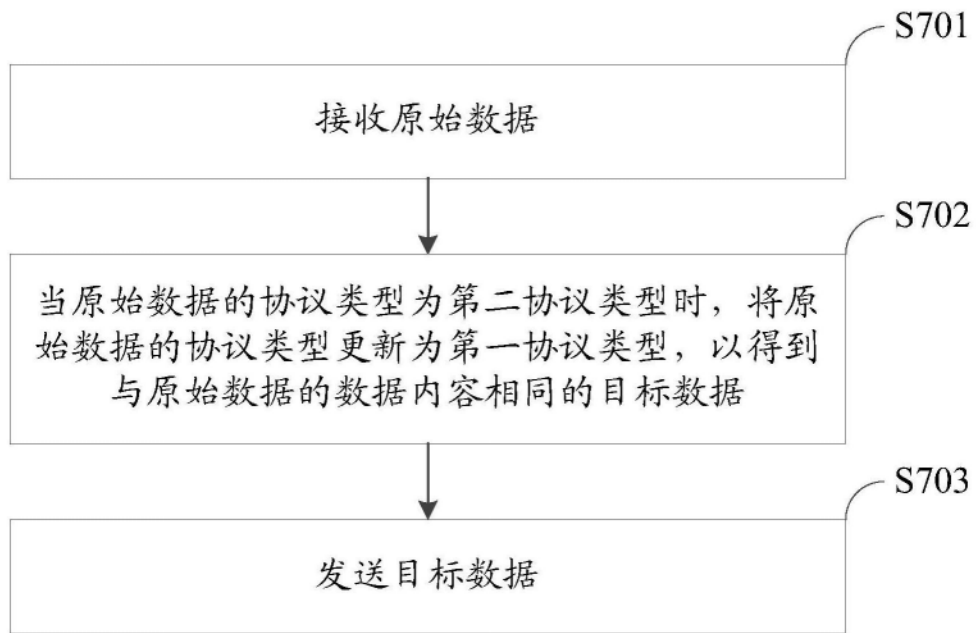 S701
接收原始数据
S702
当原始数据的协议类型为第二协议类型时，将原
始数据的协议类型更新为第一协议类型，以得到
与原始数据的数据内容相同的目标数据
S703
发送目标数据